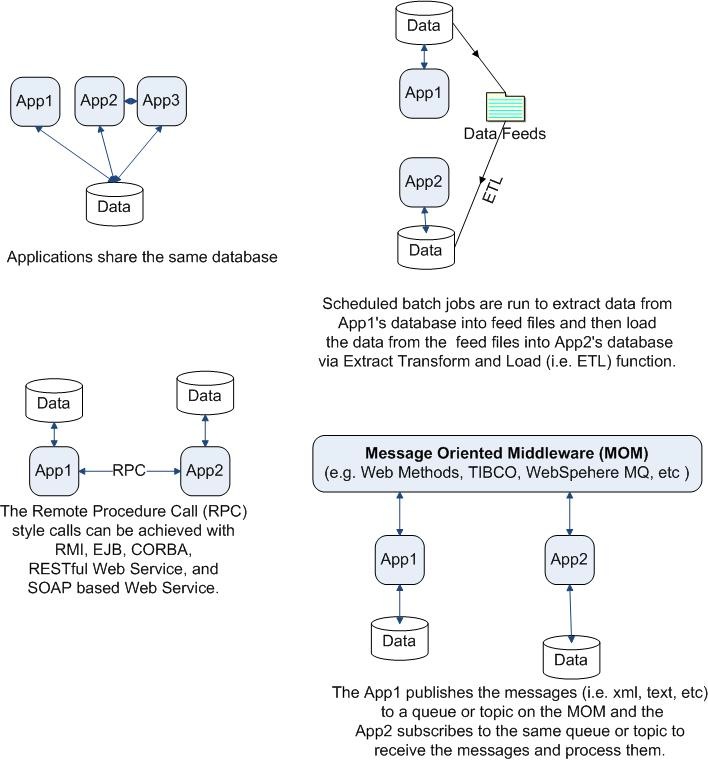 App1
App2
App3
Data
Applications share the same database
Data
App1
Data Feeds
App2
ETL
Data
Scheduled batch jobs are run to extract data from
App1's database into feed files and then load
the data from the feed files into App2's database
via Extract Transform and Load (i.e. ETL) function.
Data
Data
App1
RPC
App2
The Remote Procedure Call (RPC)
style calls can be achieved with
RMI, EJB, CORBA,
RESTful Web Service, and
SOAP based Web Service.
Message Oriented Middleware (MOM)
(e.g. Web Methods, TIBCO, WebSpehere MQ, etc )
App1
App2
Data
Data
The App1 publishes the messages (i.e. xml, text, etc)
to a queue or topic on the MOM and the
App2 subscribes to the same queue or topic to
receive the messages and process them.